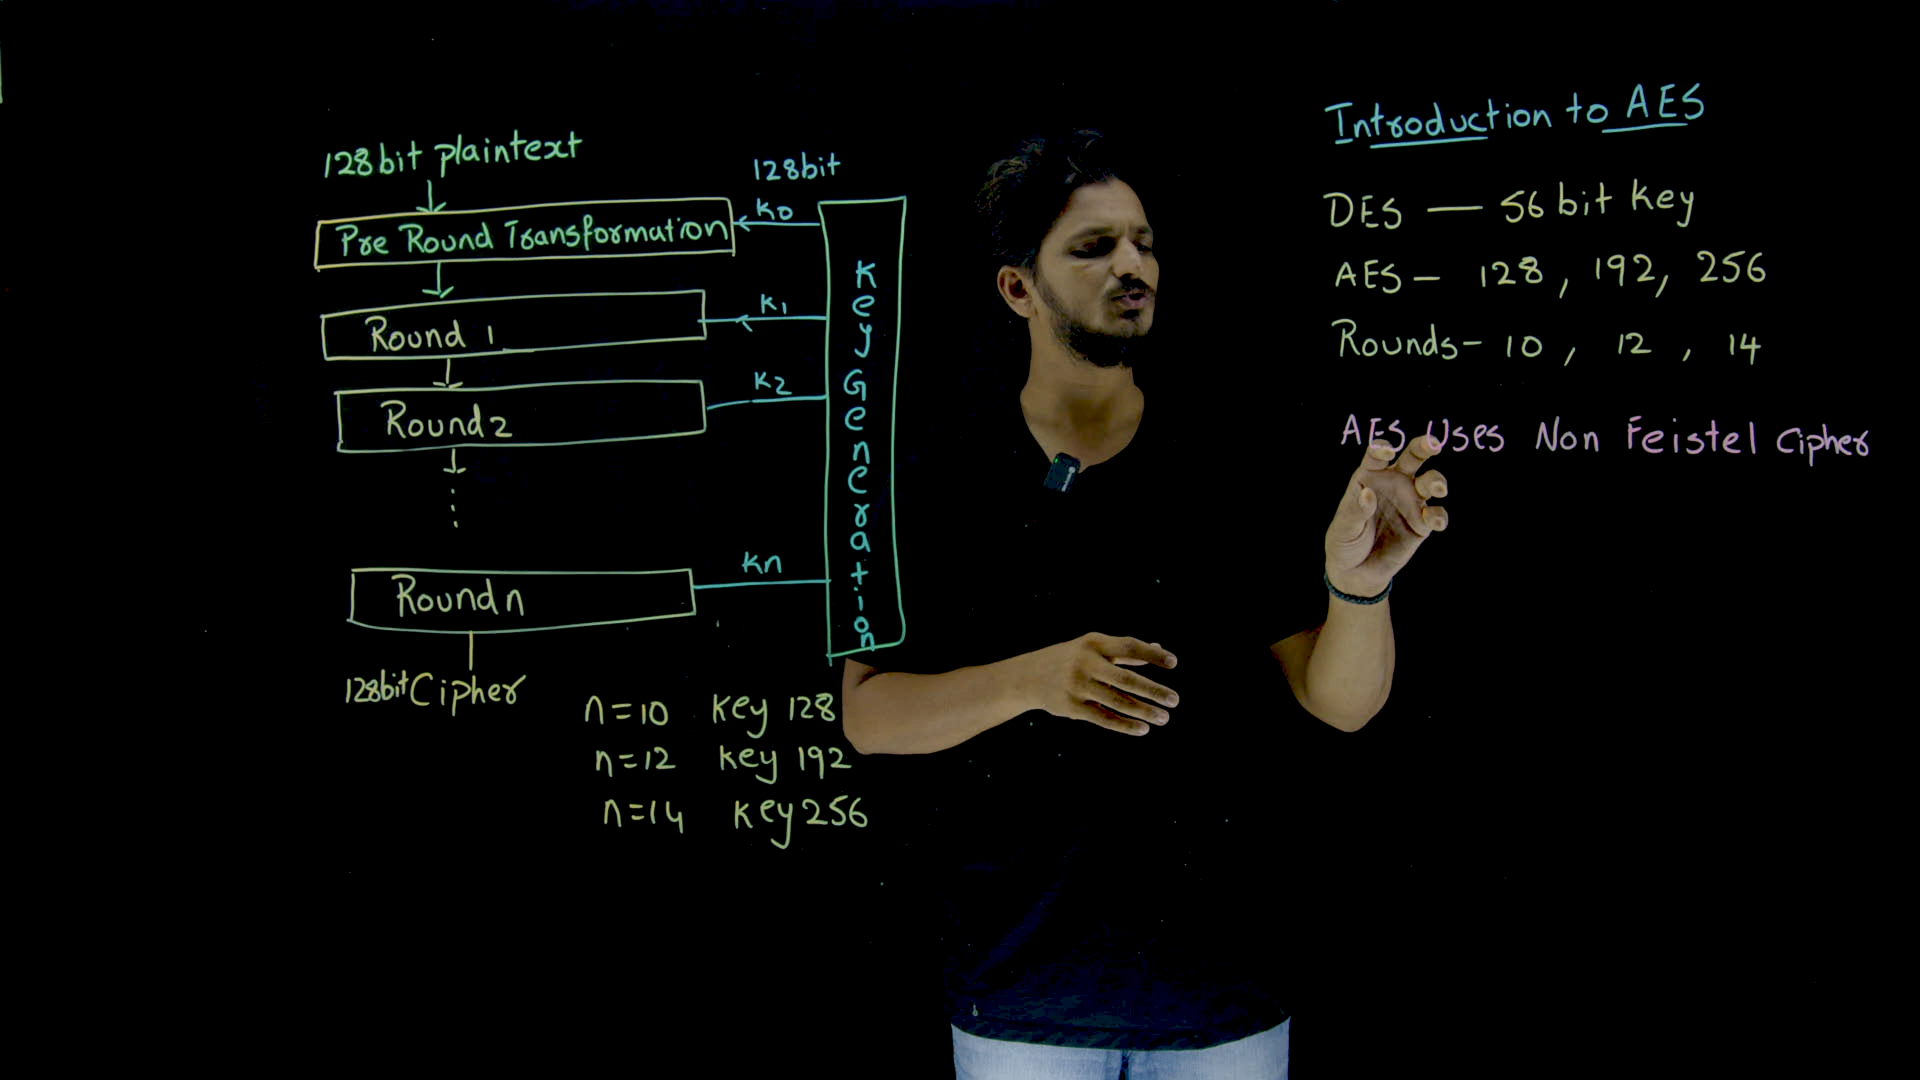 128bit plaintext
Pre Round Transformation
Round 1
Round 2
Round n
128bit Cipher
128bit
K0
K1
K2
Kn
Key Generation
n=10 Key 128
n=12 Key 192
n=14 Key 256
Introduction to AES
DES — 56 bit Key
AES - 128, 192, 256
Rounds - 10, 12, 14
AES Uses Non Feistel Cipher